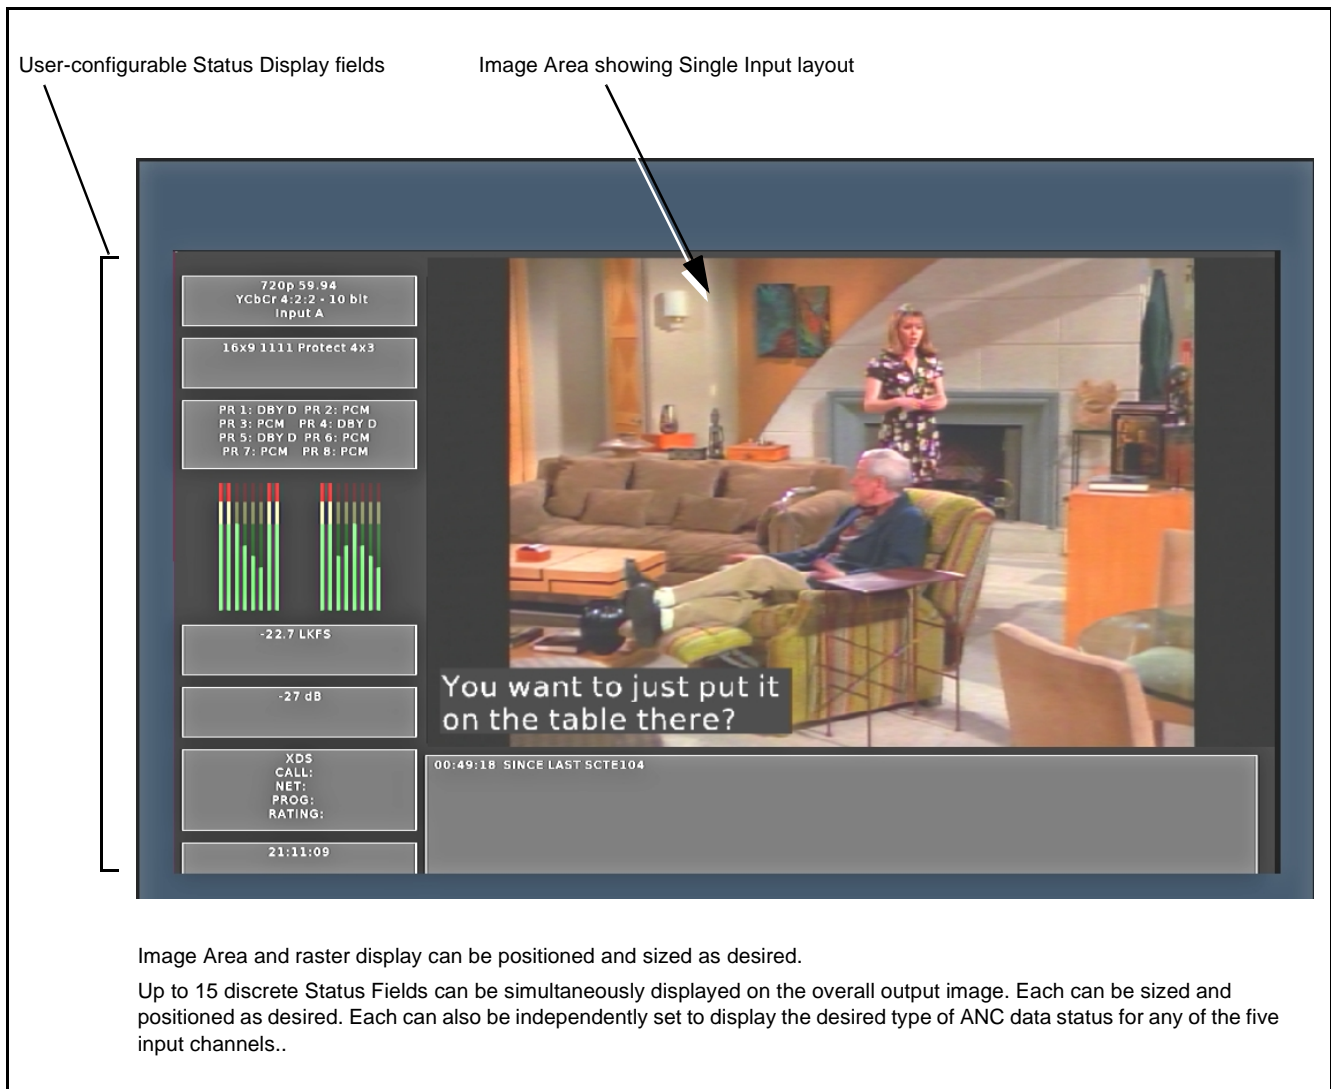 User-configurable Status Display fields
Image Area showing Single Input layout
720p 59.94
YCbCr 4:2:2 - 10 bit
Input A
16x9 1111 Protect 4x3
PR 1: DBY D PR 2: PCM
PR 3: PCM PR 4: DBY D
PR 5: DBY D PR 6: PCM
PR 7: PCM PR 8: PCM
-22.7 LKFS
-27 dB
XDS
CALL:
NET:
PROG:
RATING:
21:11:09
You want to just put it
on the table there?
00:49:18 SINCE LAST SCTE104
Image Area and raster display can be positioned and sized as desired.
Up to 15 discrete Status Fields can be simultaneously displayed on the overall output image. Each can be sized and
positioned as desired. Each can also be independently set to display the desired type of ANC data status for any of the five
input channels..